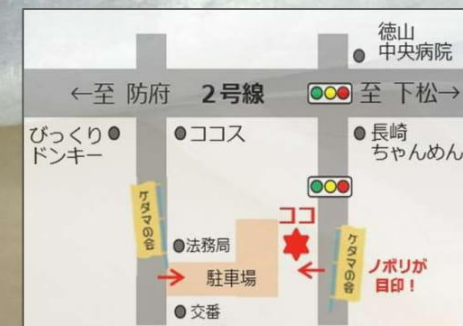 徳山
中央病院
←至 防府 2号線 至 下松→
びっくり
ドンキー
ココス
長崎
ちゃんめん
ケタマの会
ココ
法務局
駐車場
ケタマの会
ノボリが
目印!
交番